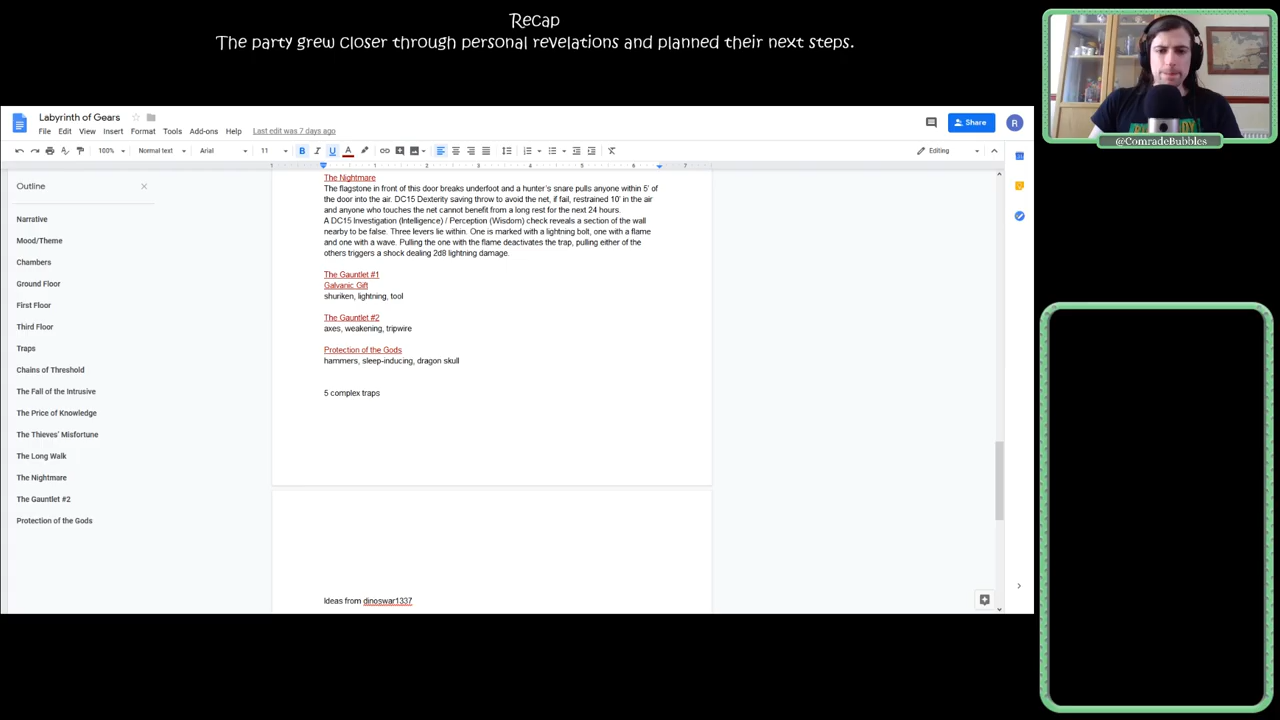 Recap
The party grew closer through personal revelations and planned their next steps.
@ComradeBubbles
Labyrinth of Gears
File Edit View Insert Format Tools Add-ons Help Last edit was 7 days ago
Share
R
100% Normal text Arial 11 B I U A Editing
1 1 2 3 4 5 6 7
Outline
Narrative
Mood/Theme
Chambers
Ground Floor
First Floor
Third Floor
Traps
Chains of Threshold
The Fall of the Intrusive
The Price of Knowledge
The Thieves' Misfortune
The Long Walk
The Nightmare
The Gauntlet #2
Protection of the Gods
The Nightmare
The flagstone in front of this door breaks underfoot and a hunter's snare pulls anyone within 5' of
the door into the air. DC15 Dexterity saving throw to avoid the net, if fail, restrained 10' in the air
and anyone who touches the net cannot benefit from a long rest for the next 24 hours.
A DC15 Investigation (Intelligence) / Perception (Wisdom) check reveals a section of the wall
nearby to be false. Three levers lie within. One is marked with a lightning bolt, one with a flame
and one with a wave. Pulling the one with the flame deactivates the trap, pulling either of the
others triggers a shock dealing 2d8 lightning damage.
The Gauntlet #1
Galvanic Gift
shuriken, lightning, tool
The Gauntlet #2
axes, weakening, tripwire
Protection of the Gods
hammers, sleep-inducing, dragon skull
5 complex traps
Ideas from dinoswar1337